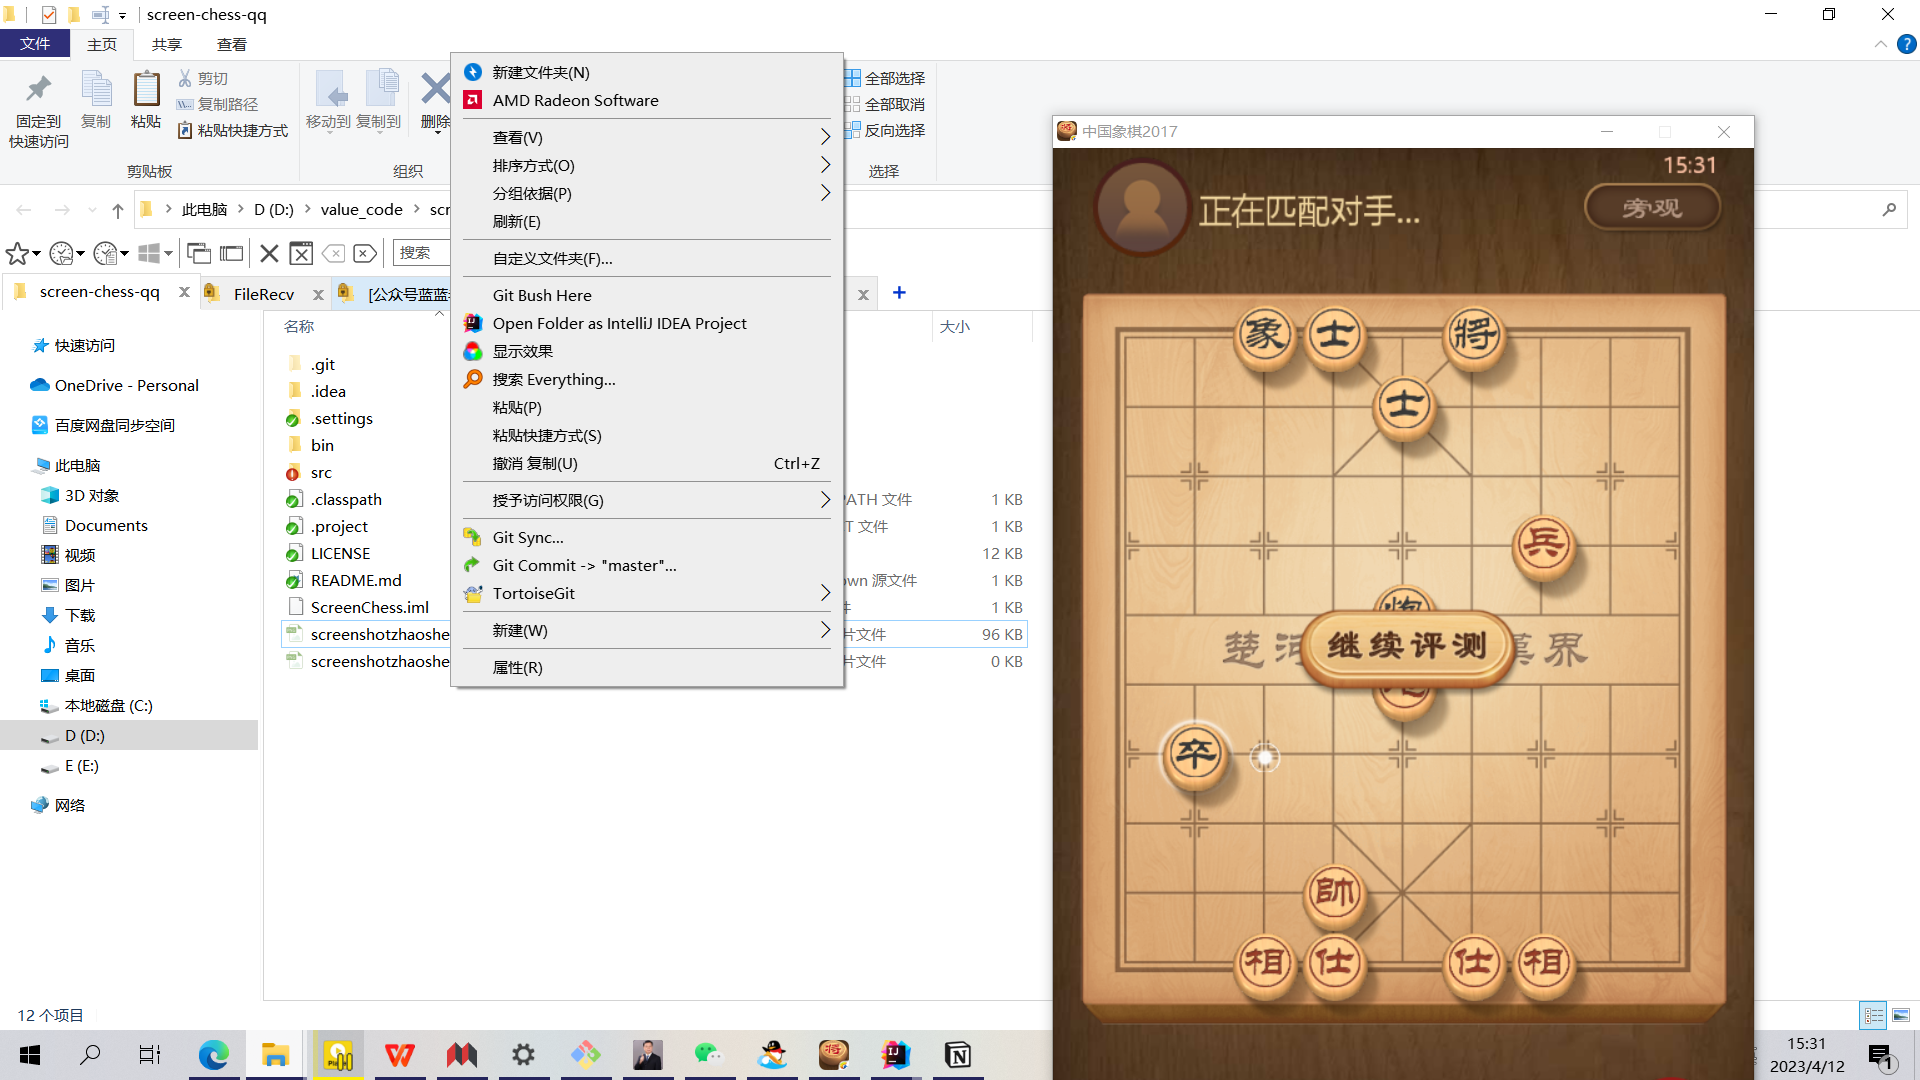 screen-chess-qq
文件
主页
共享
查看
固定到
快速访问
复制
粘贴
剪切
复制路径
粘贴快捷方式
剪贴板
移动到
复制到
删除
组织
全部选择
全部取消
反向选择
选择
此电脑
D (D:)
value_code
scr
搜索
screen-chess-qq
FileRecv
[公众号蓝蓝
快速访问
OneDrive - Personal
百度网盘同步空间
此电脑
3D 对象
Documents
视频
图片
下载
音乐
桌面
本地磁盘 (C:)
D (D:)
E (E:)
网络
名称
大小
.git
.idea
.settings
bin
src
.classpath
ATH 文件
1 KB
.project
T 文件
1 KB
LICENSE
12 KB
README.md
own 源文件
1 KB
ScreenChess.iml
件
1 KB
screenshotzhaoshe
片文件
96 KB
screenshotzhaoshe
片文件
0 KB
12 个项目
新建文件夹(N)
AMD Radeon Software
查看(V)
排序方式(O)
分组依据(P)
刷新(E)
自定义文件夹(F)...
Git Bush Here
Open Folder as IntelliJ IDEA Project
显示效果
搜索 Everything...
粘贴(P)
粘贴快捷方式(S)
撤消 复制(U) Ctrl+Z
授予访问权限(G)
Git Sync...
Git Commit -> "master"...
TortoiseGit
新建(W)
属性(R)
中国象棋2017
15:31
正在匹配对手...
旁观
象 士 將
士
兵
炮
楚河 继续评测 漢界
炮
卒
帥
相 仕 仕 相
15:31
2023/4/12
1